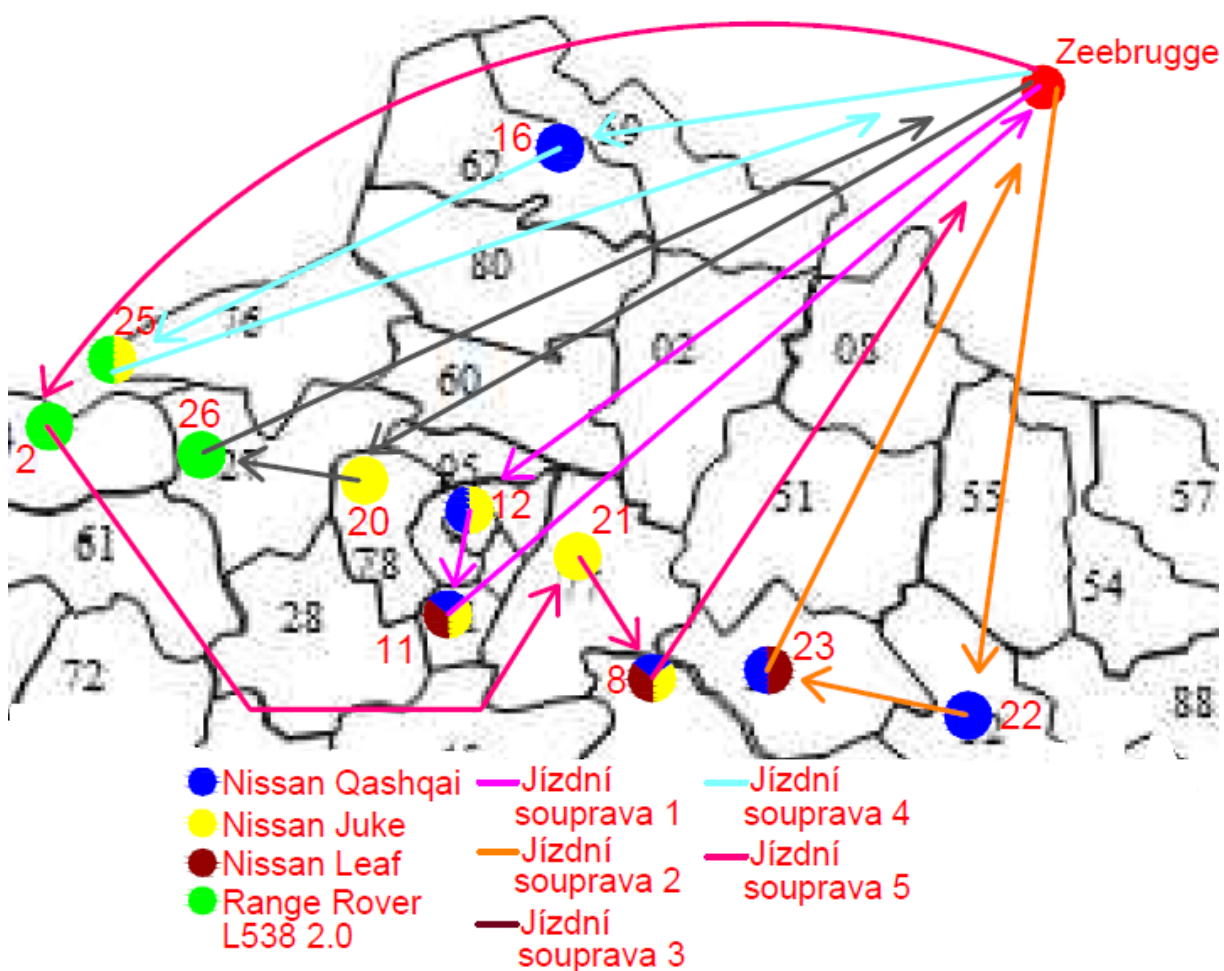 Zeebrugge
16
62
80
25
76
60
02
08
2
26
20
78
12
21
51
55
57
54
61
28
72
11
8
23
22
88
Nissan Qashqai
Nissan Juke
Nissan Leaf
Range Rover
L538 2.0
Jízdní
souprava 1
Jízdní
souprava 2
Jízdní
souprava 3
Jízdní
souprava 4
Jízdní
souprava 5